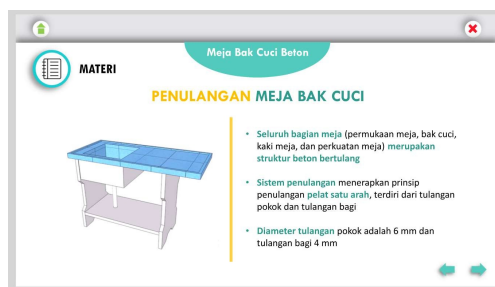 Meja Bak Cuci Beton
MATERI
PENULANGAN MEJA BAK CUCI
• Seluruh bagian meja (permukaan meja, bak cuci,
kaki meja, dan perkuatan meja) merupakan
struktur beton bertulang
• Sistem penulangan menerapkan prinsip
penulangan pelat satu arah, terdiri dari tulangan
pokok dan tulangan bagi
• Diameter tulangan pokok adalah 6 mm dan
tulangan bagi 4 mm